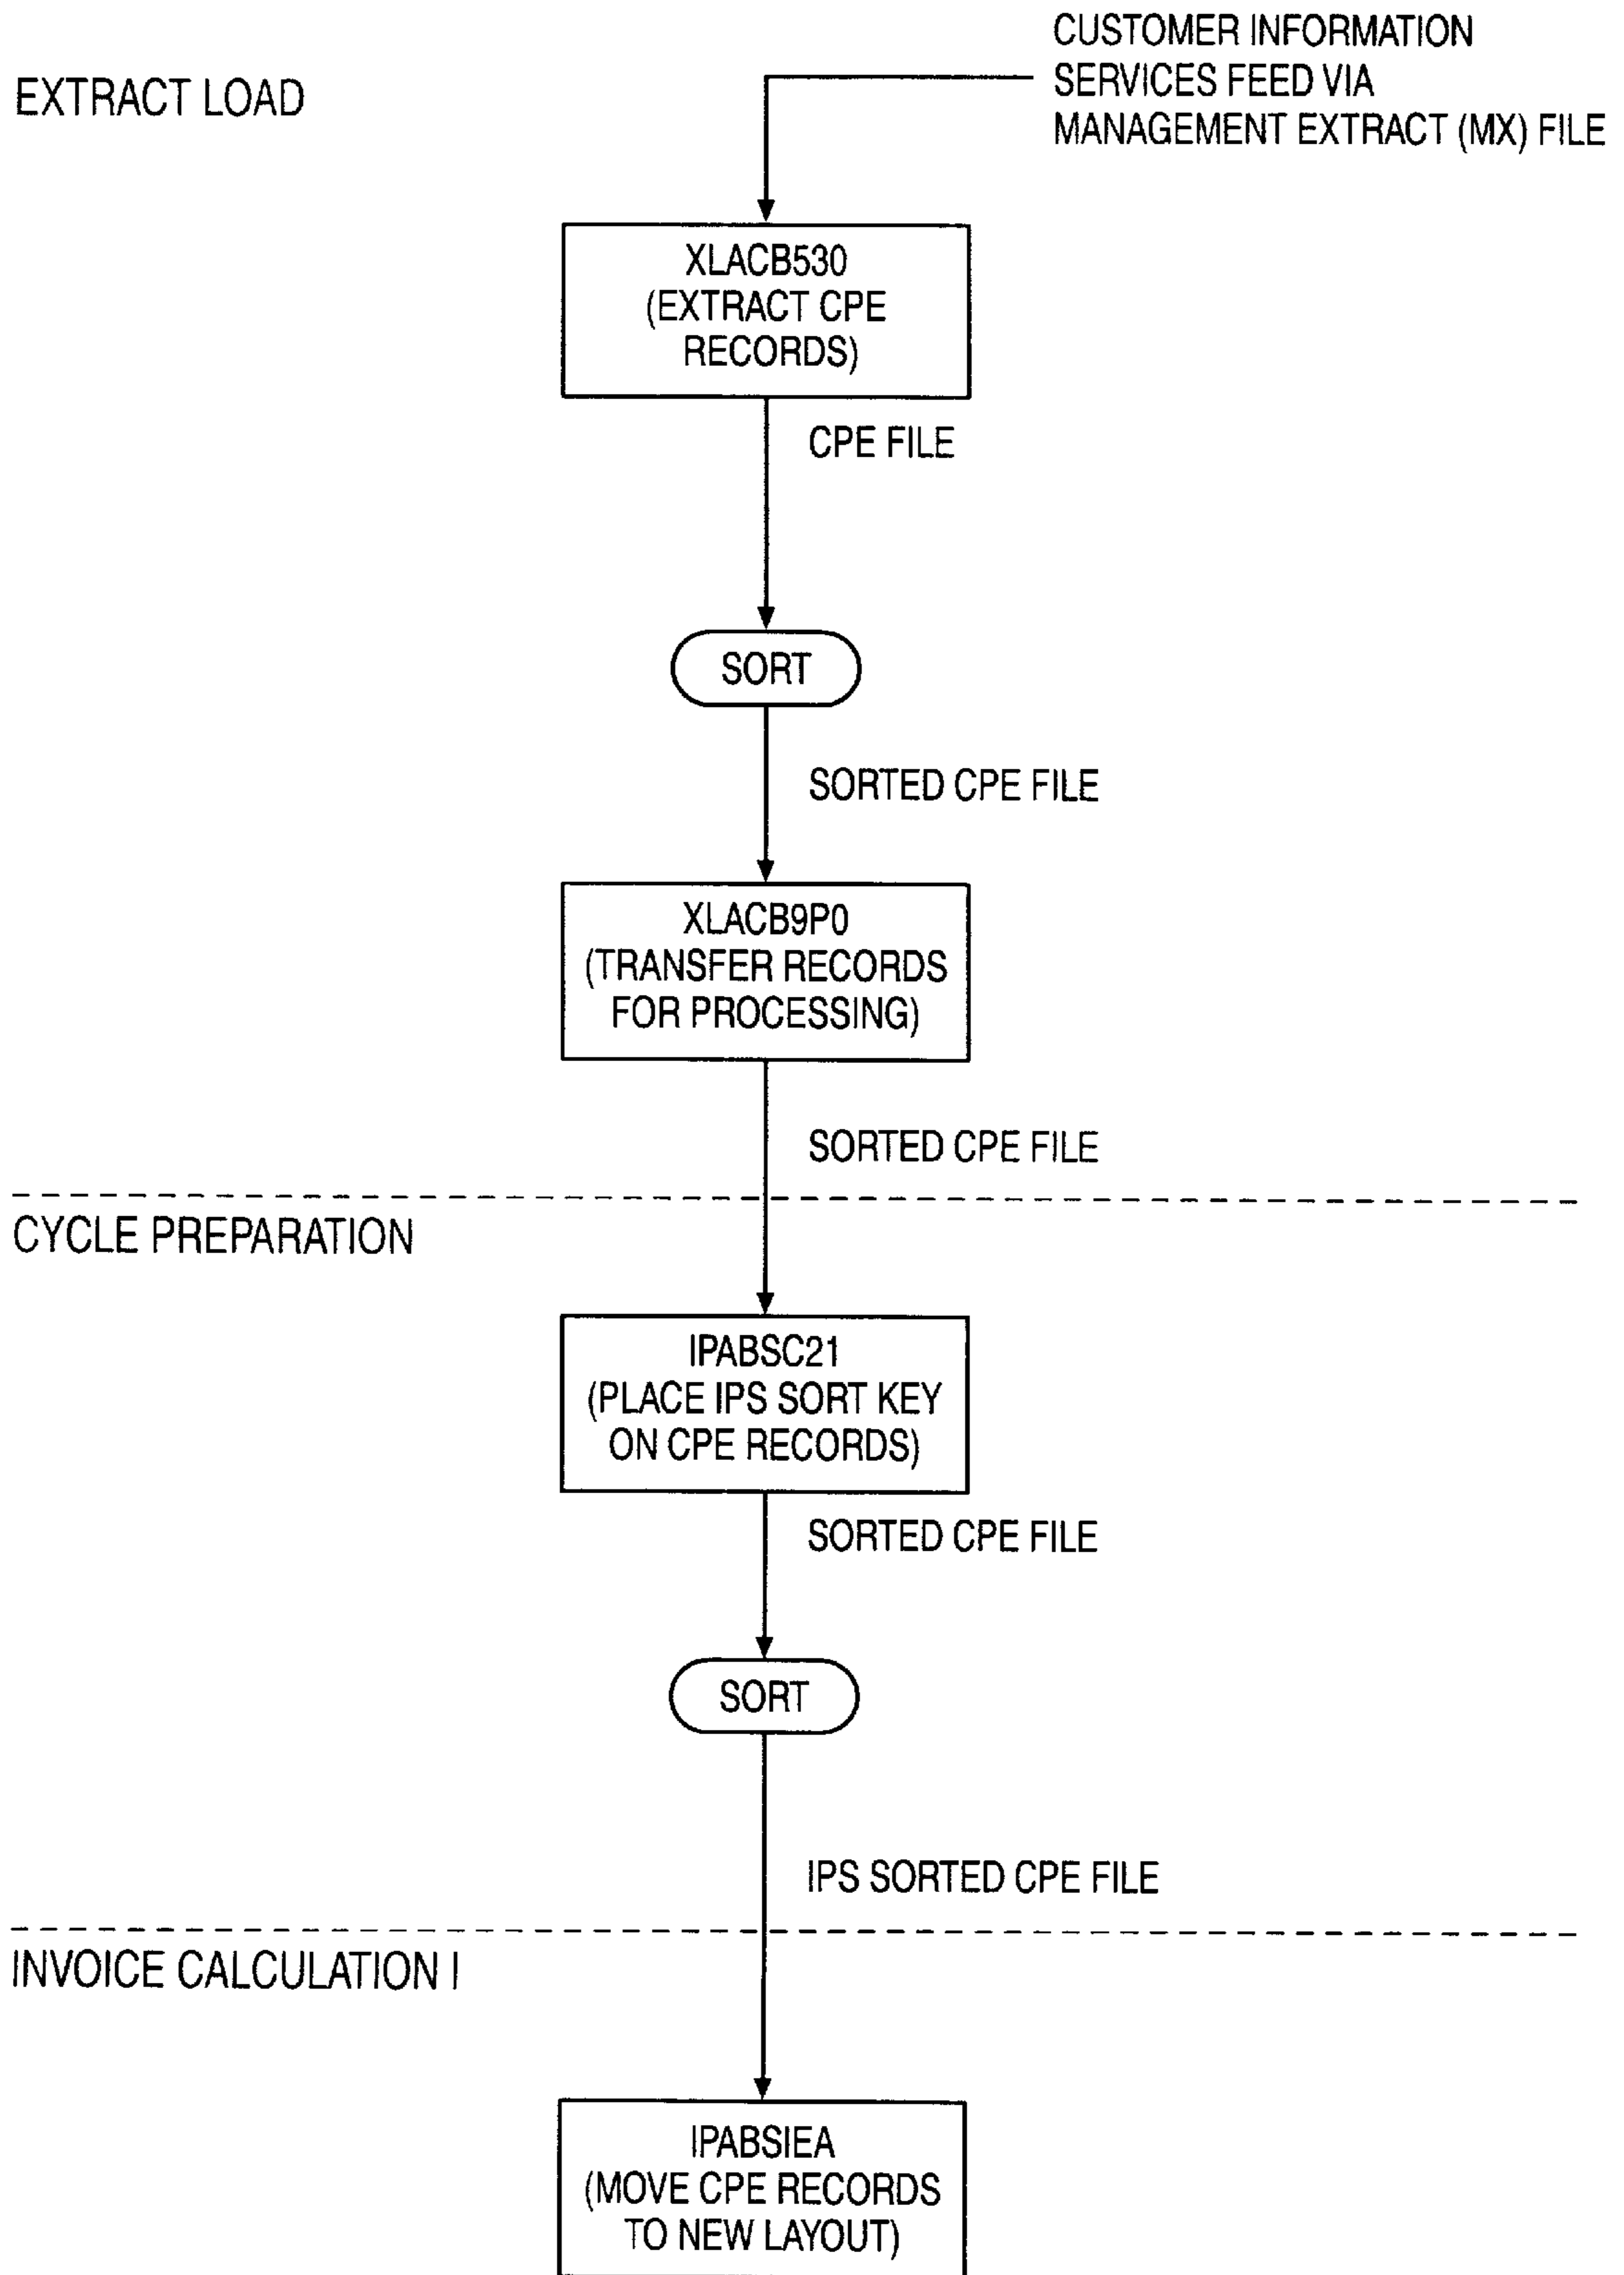 CUSTOMER INFORMATION
SERVICES FEED VIA
MANAGEMENT EXTRACT (MX) FILE
EXTRACT LOAD
XLACB530
(EXTRACT CPE
RECORDS)
CPE FILE
SORT
SORTED CPE FILE
XLACB9P0
(TRANSFER RECORDS
FOR PROCESSING)
SORTED CPE FILE
CYCLE PREPARATION
IPABSC21
(PLACE IPS SORT KEY
ON CPE RECORDS)
SORTED CPE FILE
SORT
IPS SORTED CPE FILE
INVOICE CALCULATION I
IPABSIEA
(MOVE CPE RECORDS
TO NEW LAYOUT)